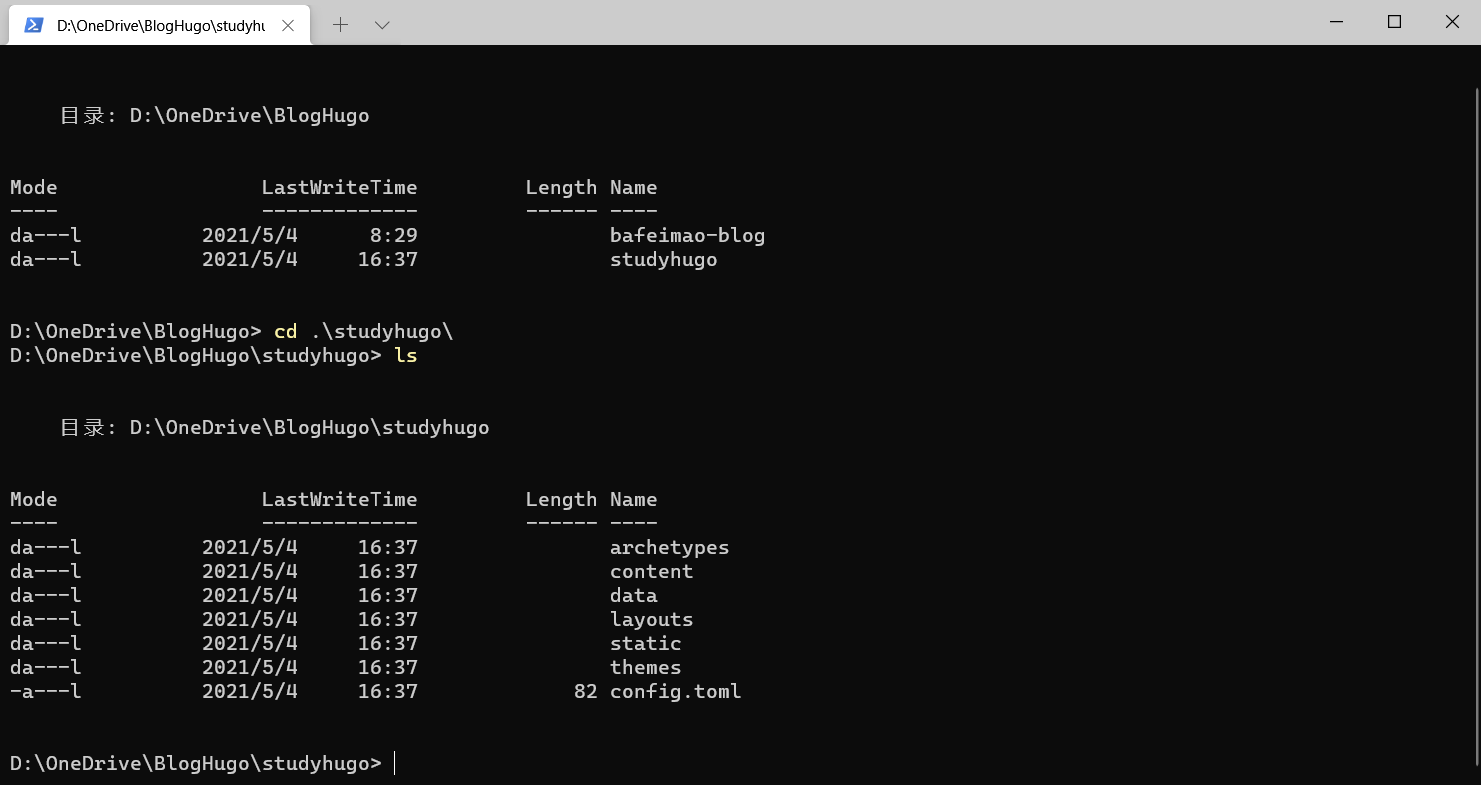 D:\OneDrive\BlogHugo\studyhu
目录: D:\OneDrive\BlogHugo
Mode                 LastWriteTime         Length Name
----                 -------------         ------ ----
da---l          2021/5/4      8:29                bafeimao-blog
da---l          2021/5/4     16:37                studyhugo
D:\OneDrive\BlogHugo> cd .\studyhugo\
D:\OneDrive\BlogHugo\studyhugo> ls
目录: D:\OneDrive\BlogHugo\studyhugo
Mode                 LastWriteTime         Length Name
----                 -------------         ------ ----
da---l          2021/5/4     16:37                archetypes
da---l          2021/5/4     16:37                content
da---l          2021/5/4     16:37                data
da---l          2021/5/4     16:37                layouts
da---l          2021/5/4     16:37                static
da---l          2021/5/4     16:37                themes
-a---l          2021/5/4     16:37             82 config.toml
D:\OneDrive\BlogHugo\studyhugo>